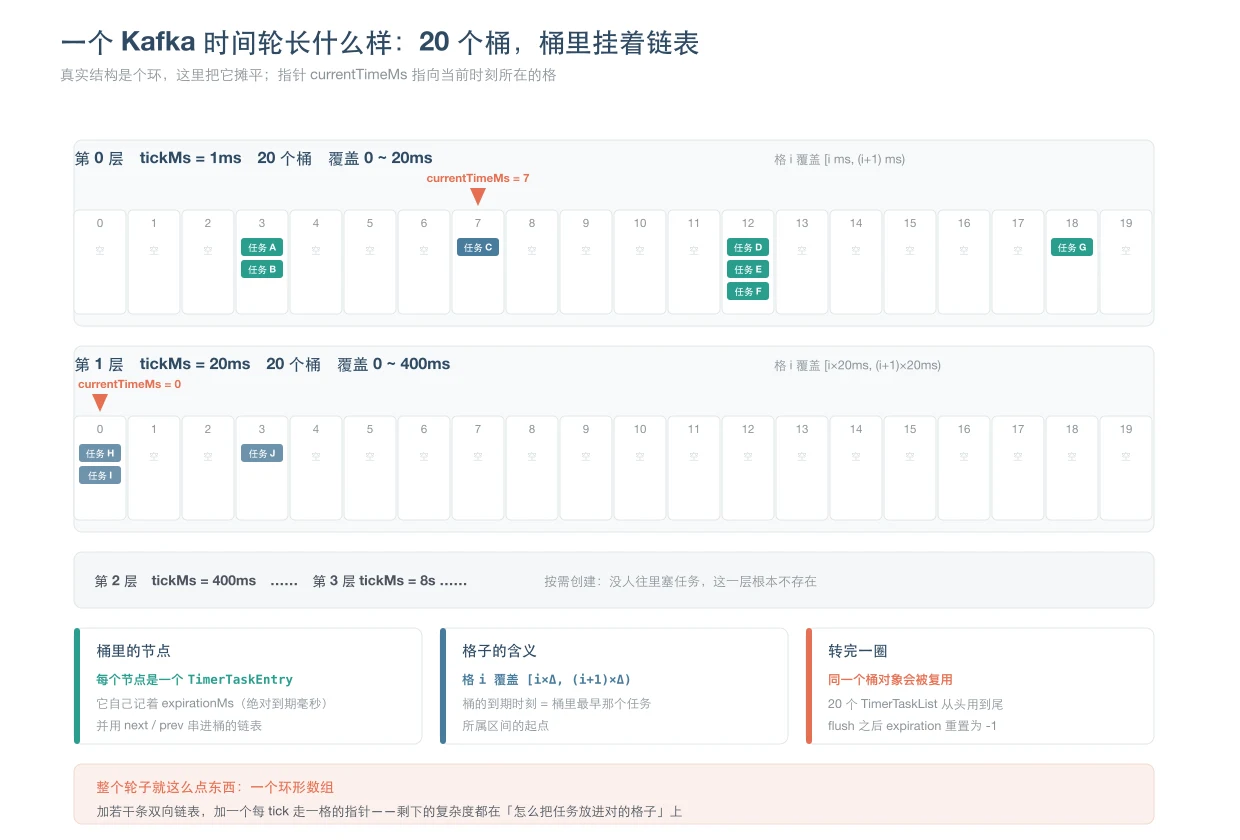 一个 Kafka 时间轮长什么样：20 个桶，桶里挂着链表
真实结构是个环，这里把它摊平；指针 currentTimeMs 指向当前时刻所在的格
第 0 层 tickMs = 1ms 20 个桶 覆盖 0 ~ 20ms
格 i 覆盖 [i ms, (i+1) ms)
currentTimeMs = 7
0 1 2 3 4 5 6 7 8 9 10 11 12 13 14 15 16 17 18 19
空 空 空 任务 A 空 空 空 任务 C 空 空 空 空 任务 D 空 空 空 空 空 任务 G 空
任务 B 任务 E
任务 F
第 1 层 tickMs = 20ms 20 个桶 覆盖 0 ~ 400ms
格 i 覆盖 [i×20ms, (i+1)×20ms)
currentTimeMs = 0
0 1 2 3 4 5 6 7 8 9 10 11 12 13 14 15 16 17 18 19
任务 H 空 空 任务 J 空 空 空 空 空 空 空 空 空 空 空 空 空 空 空 空
任务 I
第 2 层 tickMs = 400ms …… 第 3 层 tickMs = 8s ……
按需创建：没人往里塞任务，这一层根本不存在
桶里的节点
每个节点是一个 TimerTaskEntry
它自己记着 expirationMs（绝对到期毫秒）
并用 next / prev 串进桶的链表
格子的含义
格 i 覆盖 [i×Δ, (i+1)×Δ)
桶的到期时刻 = 桶里最早那个任务
所属区间的起点
转完一圈
同一个桶对象会被复用
20 个 TimerTaskList 从头用到尾
flush 之后 expiration 重置为 -1
整个轮子就这么点东西：一个环形数组
加若干条双向链表，加一个每 tick 走一格的指针——剩下的复杂度都在「怎么把任务放进对的格子」上